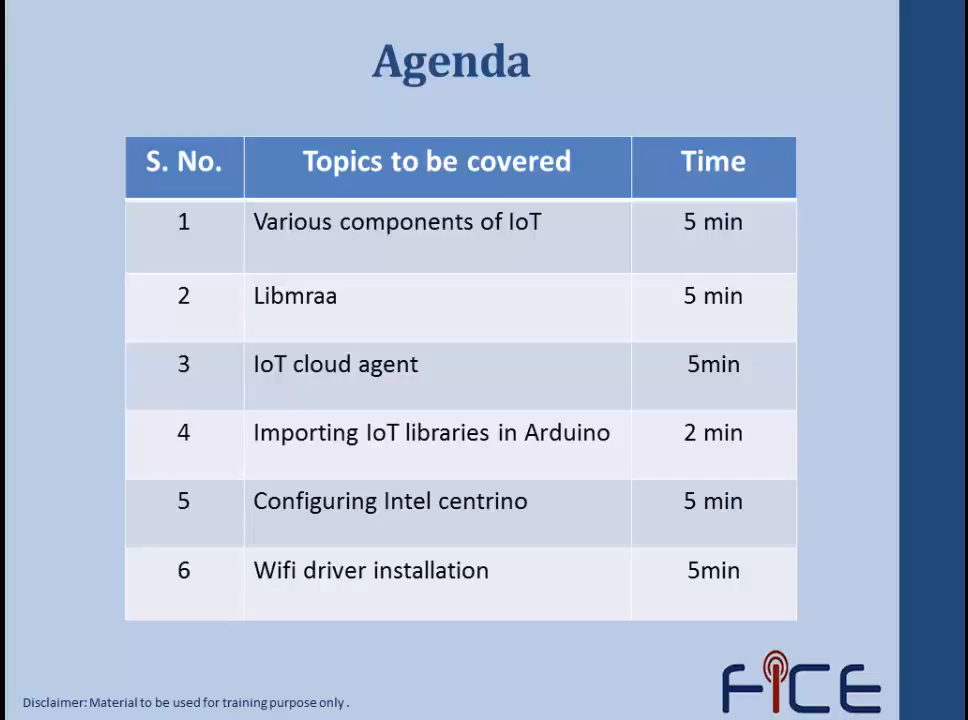 Agenda
S. No. Topics to be covered Time
1 Various components of IoT 5 min
2 Libmraa 5 min
3 IoT cloud agent 5min
4 Importing IoT libraries in Arduino 2 min
5 Configuring Intel centrino 5 min
6 Wifi driver installation 5min
Disclaimer: Material to be used for training purpose only .
FICE